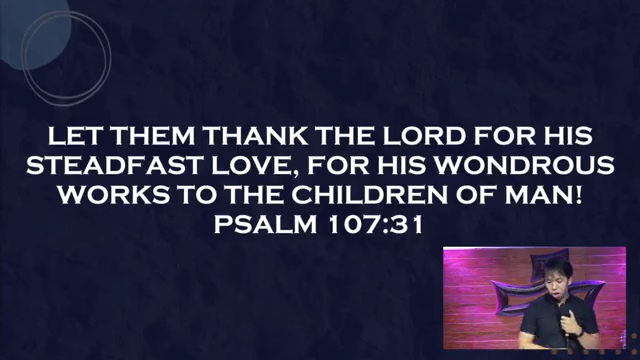 LET THEM THANK THE LORD FOR HIS
STEADFAST LOVE, FOR HIS WONDROUS
WORKS TO THE CHILDREN OF MAN!
PSALM 107:31